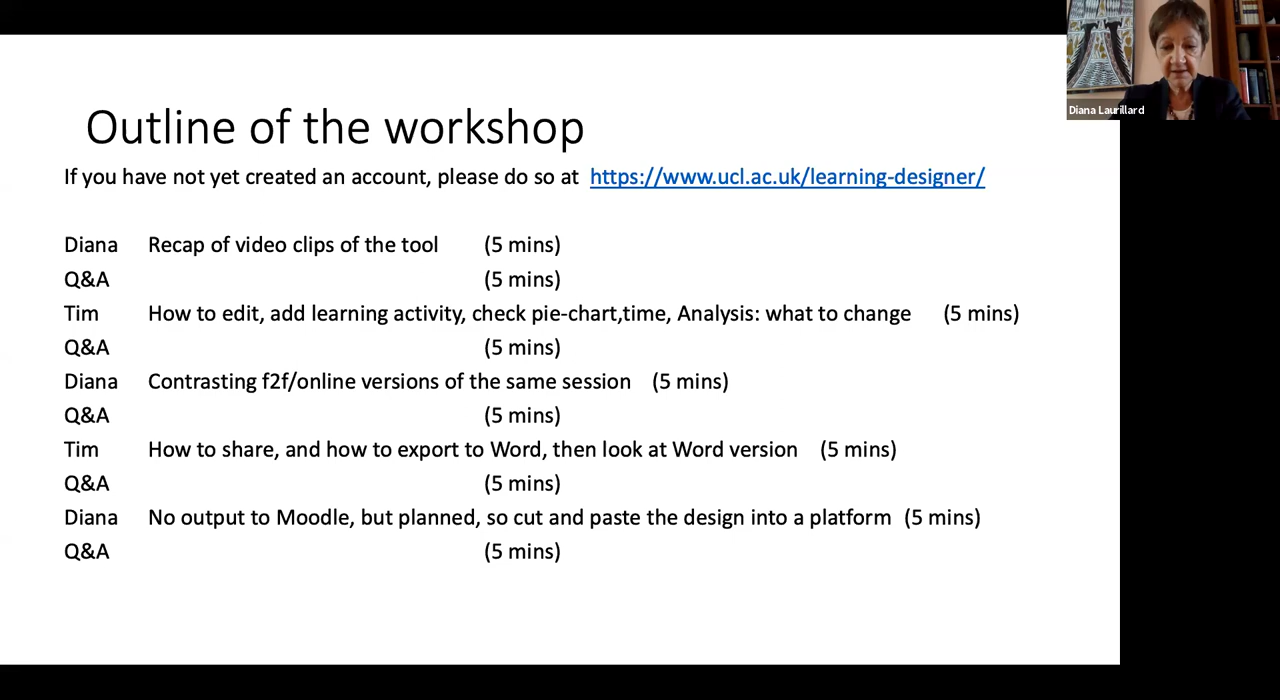 Outline of the workshop
If you have not yet created an account, please do so at https://www.ucl.ac.uk/learning-designer/
Diana Recap of video clips of the tool (5 mins)
Q&A (5 mins)
Tim How to edit, add learning activity, check pie-chart,time, Analysis: what to change (5 mins)
Q&A (5 mins)
Diana Contrasting f2f/online versions of the same session (5 mins)
Q&A (5 mins)
Tim How to share, and how to export to Word, then look at Word version (5 mins)
Q&A (5 mins)
Diana No output to Moodle, but planned, so cut and paste the design into a platform (5 mins)
Q&A (5 mins)
Diana Laurillard